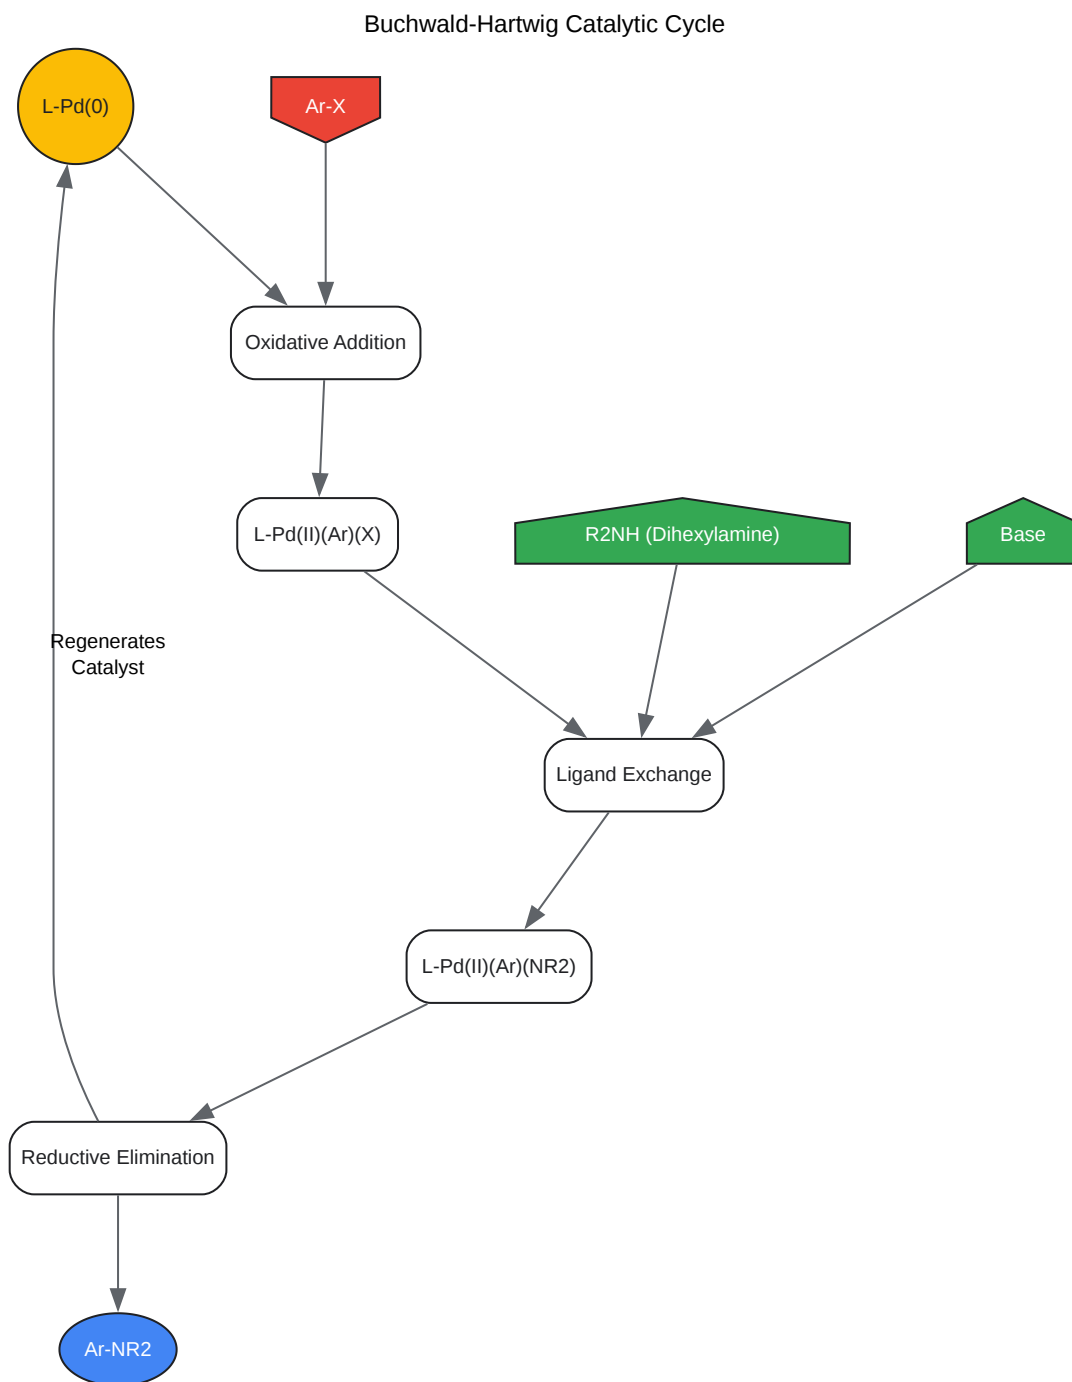 Buchwald-Hartwig Catalytic Cycle
L-Pd(0)
Ar-X
Oxidative Addition
L-Pd(II)(Ar)(X)
R2NH (Dihexylamine)
Base
Regenerates
Catalyst
Ligand Exchange
L-Pd(II)(Ar)(NR2)
Reductive Elimination
Ar-NR2